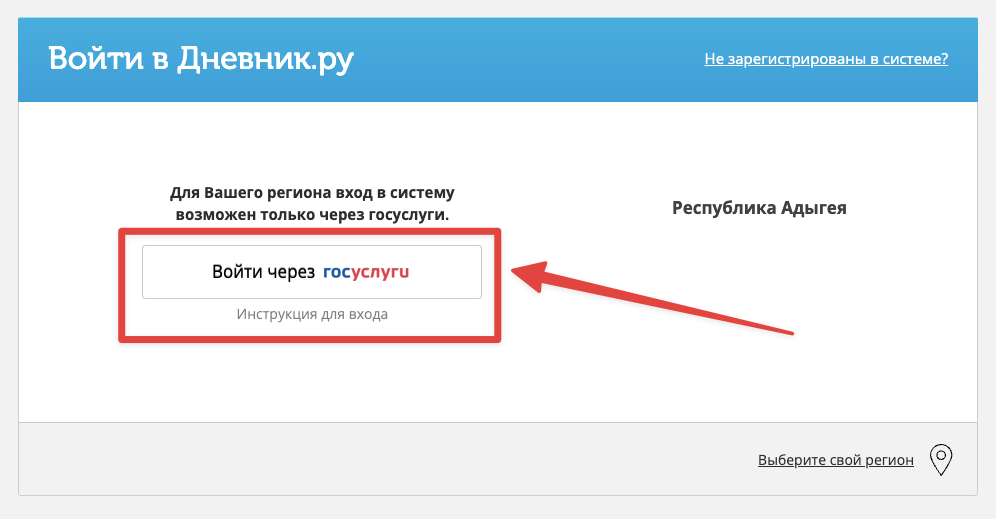 Войти в Дневник.ру
Не зарегистрированы в системе?
Для Вашего региона вход в систему
возможен только через госуслуги.
Республика Адыгея
Войти через госуслуги
Инструкция для входа
Выберите свой регион